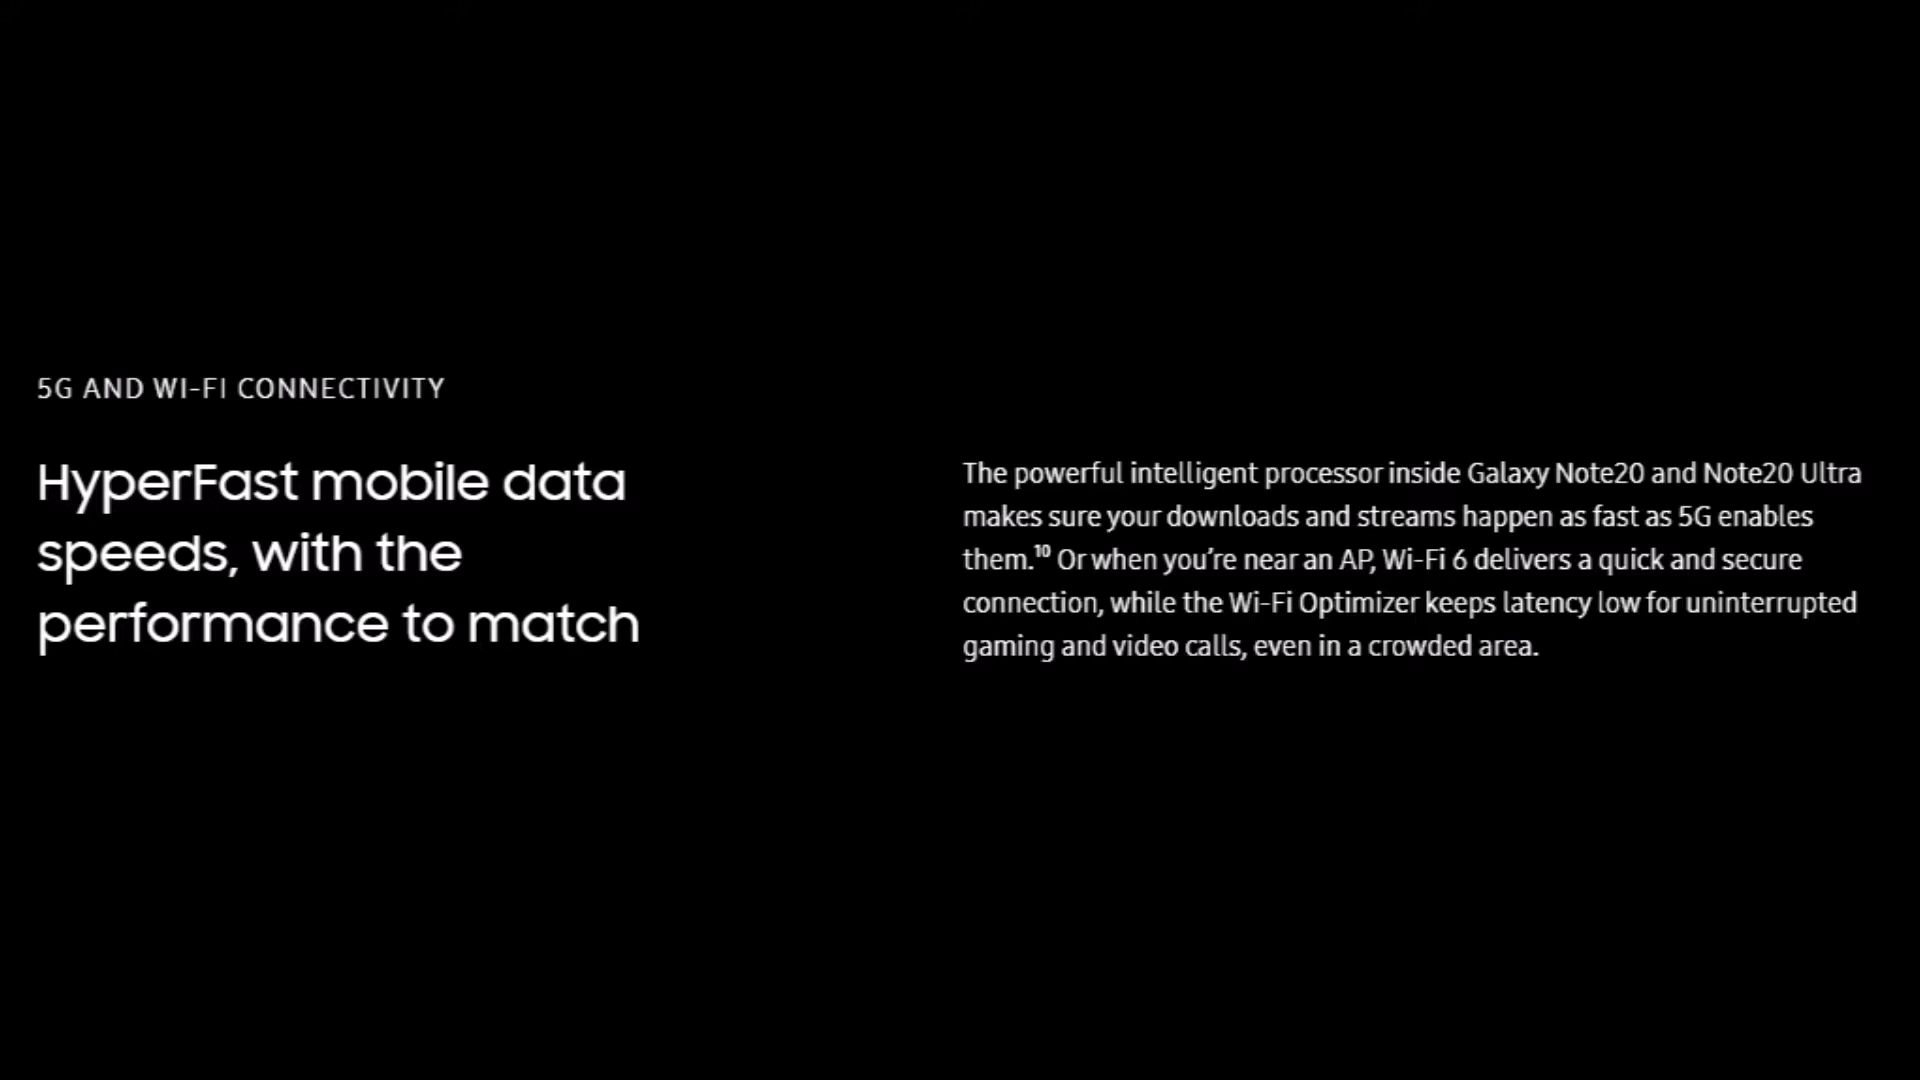 5G AND WI-FI CONNECTIVITY
HyperFast mobile data
speeds, with the
performance to match
The powerful intelligent processor inside Galaxy Note20 and Note20 Ultra
makes sure your downloads and streams happen as fast as 5G enables
them.¹⁰ Or when you’re near an AP, Wi-Fi 6 delivers a quick and secure
connection, while the Wi-Fi Optimizer keeps latency low for uninterrupted
gaming and video calls, even in a crowded area.